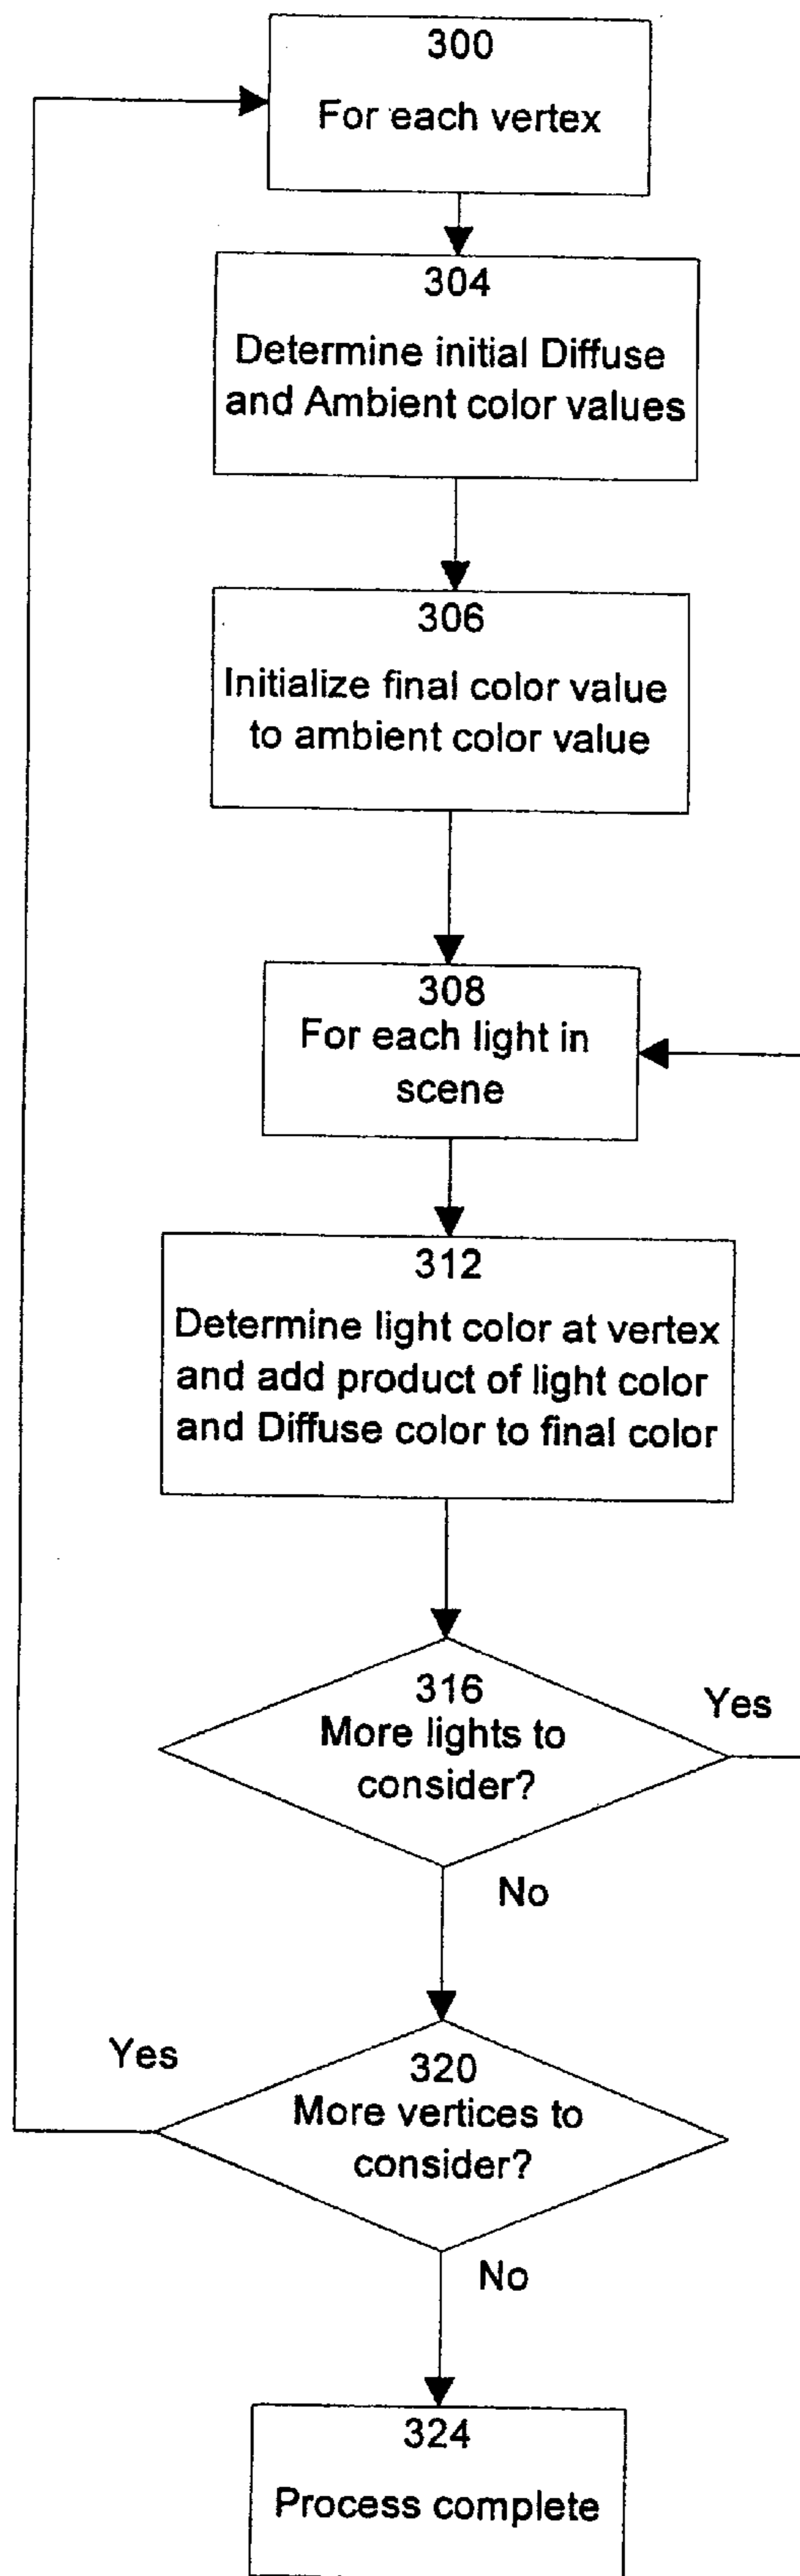 300
For each vertex
304
Determine initial Diffuse
and Ambient color values
306
Initialize final color value
to ambient color value
308
For each light in
scene
312
Determine light color at vertex
and add product of light color
and Diffuse color to final color
316
More lights to
consider?
Yes
No
320
More vertices to
consider?
Yes
No
324
Process complete